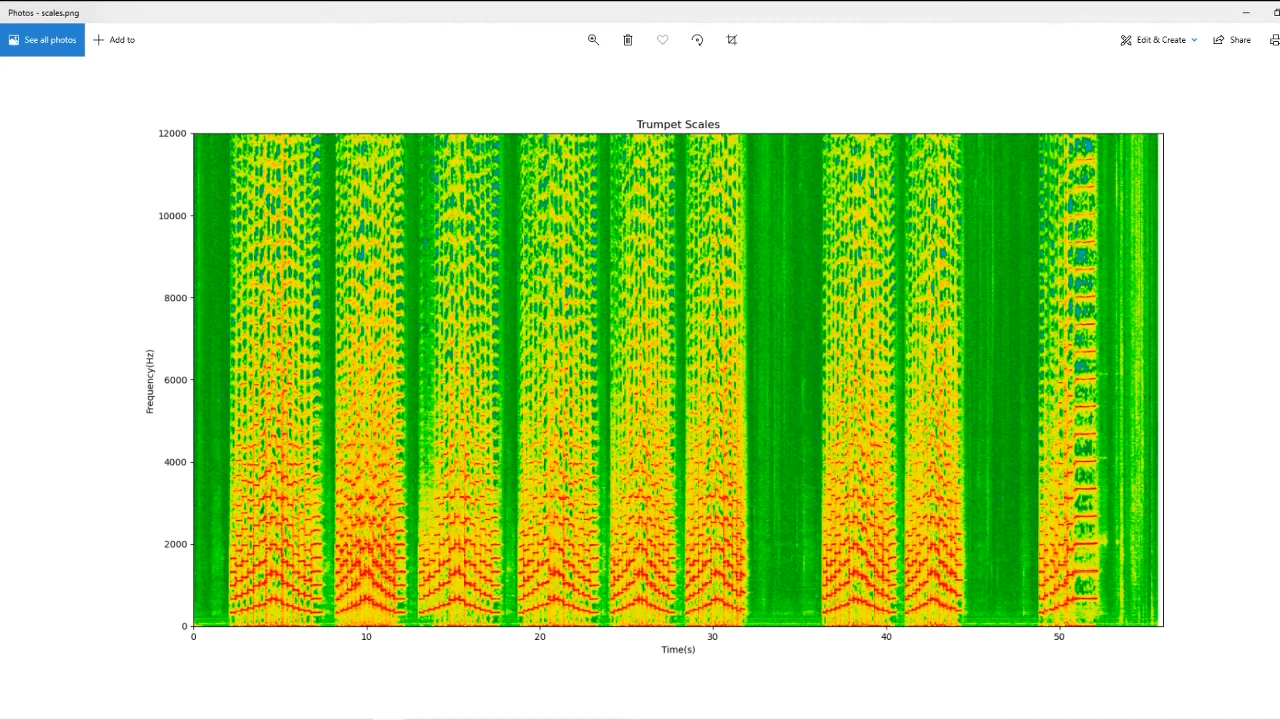 Photos - scales.png
See all photos
Add to
Edit & Create
Share
Trumpet Scales
12000
10000
8000
6000
4000
2000
0
Frequency(Hz)
0 10 20 30 40 50
Time(s)